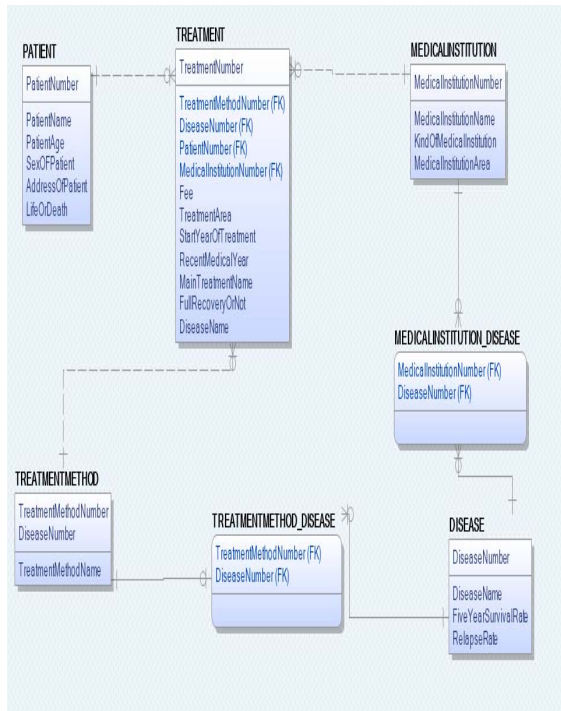 PATIENT
PatientNumber
PatientName
PatientAge
SexOFPatient
AddressOfPatient
LifeOrDeath
TREATMENT
TreatmentNumber
TreatmentMethodNumber (FK)
DiseaseNumber (FK)
PatientNumber (FK)
MedicalInstitutionNumber (FK)
Fee
TreatmentArea
StartYearOfTreatment
RecentMedicalYear
MainTreatmentName
FullRecoveryOrNot
DiseaseName
MEDICALINSTITUTION
MedicalInstitutionNumber
MedicalInstitutionName
KindOfMedicalInstitution
MedicalInstitutionArea
MEDICALINSTITUTION_DISEASE
MedicalInstitutionNumber (FK)
DiseaseNumber (FK)
TREATMENTMETHOD
TreatmentMethodNumber
DiseaseNumber
TreatmentMethodName
TREATMENTMETHOD_DISEASE
TreatmentMethodNumber (FK)
DiseaseNumber (FK)
DISEASE
DiseaseNumber
DiseaseName
FiveYearSurvivalRate
RelapseRate